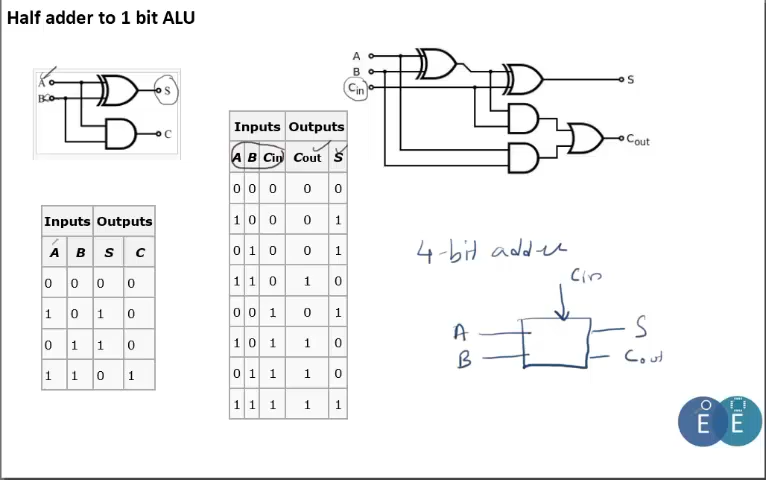 Half adder to 1 bit ALU
A
B
S
C
A
B
Cin
S
Cout
Inputs Outputs
A B Cin Cout S
0 0 0 0 0
1 0 0 0 1
0 1 0 0 1
1 1 0 1 0
0 0 1 0 1
1 0 1 1 0
0 1 1 1 0
1 1 1 1 1
Inputs Outputs
A B S C
0 0 0 0
1 0 1 0
0 1 1 0
1 1 0 1
4-bit adder
Cin
A
B
S
Cout
E E